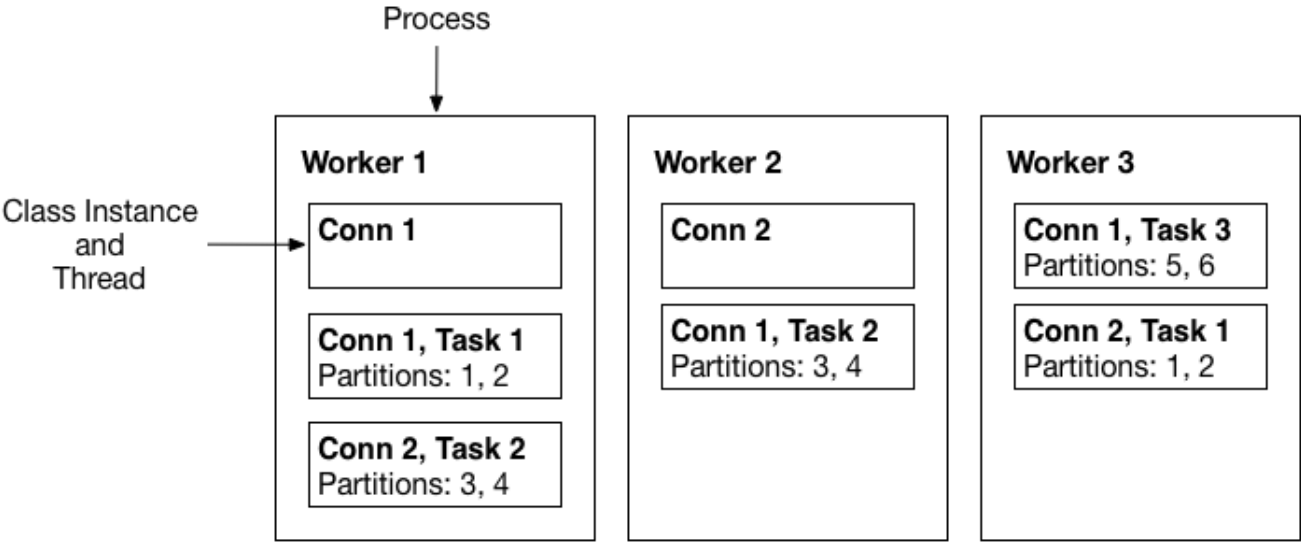 Process
Class Instance
and
Thread
Worker 1
Conn 1
Conn 1, Task 1
Partitions: 1, 2
Conn 2, Task 2
Partitions: 3, 4
Worker 2
Conn 2
Conn 1, Task 2
Partitions: 3, 4
Worker 3
Conn 1, Task 3
Partitions: 5, 6
Conn 2, Task 1
Partitions: 1, 2